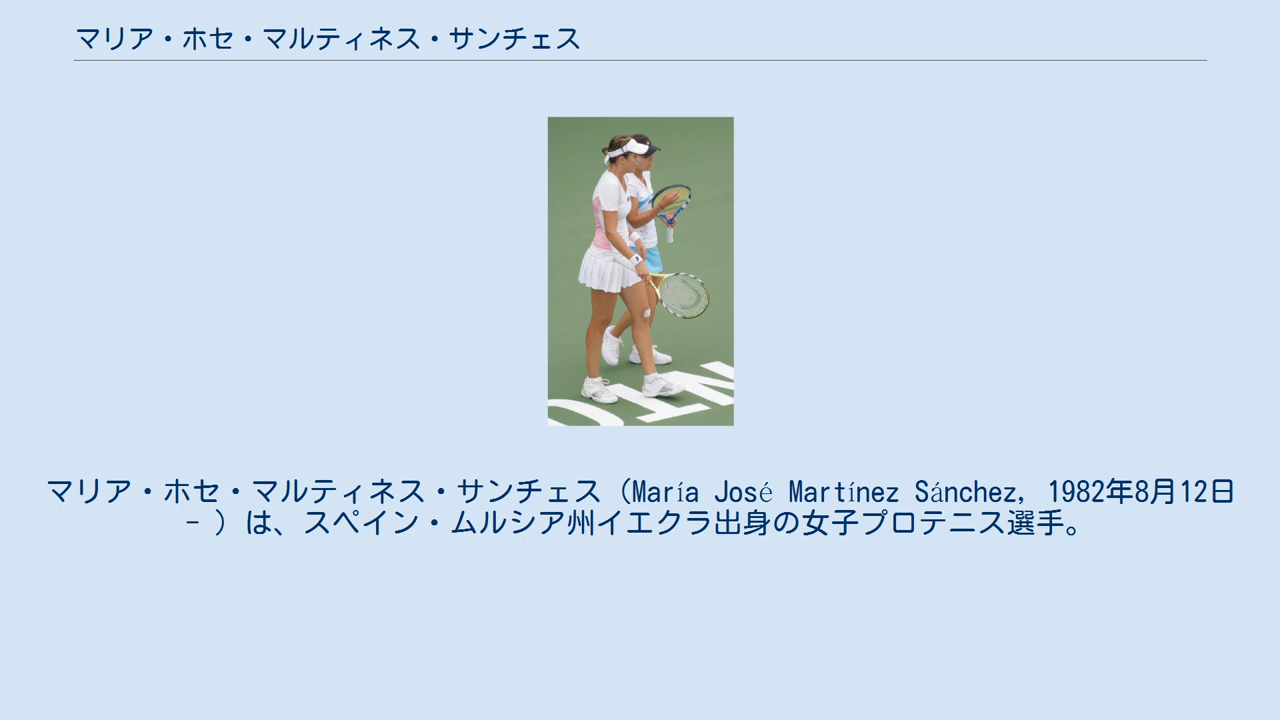 マリア・ホセ・マルティネス・サンチェス
マリア・ホセ・マルティネス・サンチェス（María José Martínez Sánchez, 1982年8月12日
- ）は、スペイン・ムルシア州イエクラ出身の女子プロテニス選手。